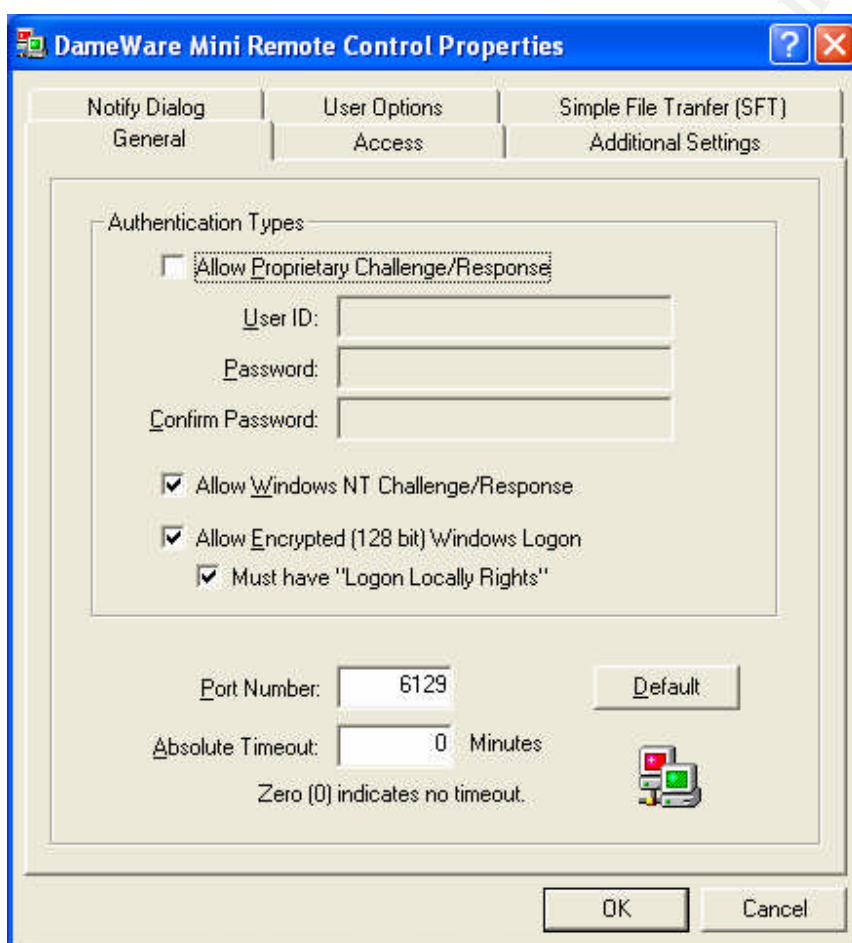 DameWare Mini Remote Control Properties
Notify Dialog
User Options
Simple File Tranfer (SFT)
General
Access
Additional Settings
Authentication Types
Allow Proprietary Challenge/Response
User ID:
Password:
Confirm Password:
Allow Windows NT Challenge/Response
Allow Encrypted (128 bit) Windows Logon
Must have "Logon Locally Rights"
Port Number: 6129
Default
Absolute Timeout: 0 Minutes
Zero (0) indicates no timeout.
OK
Cancel